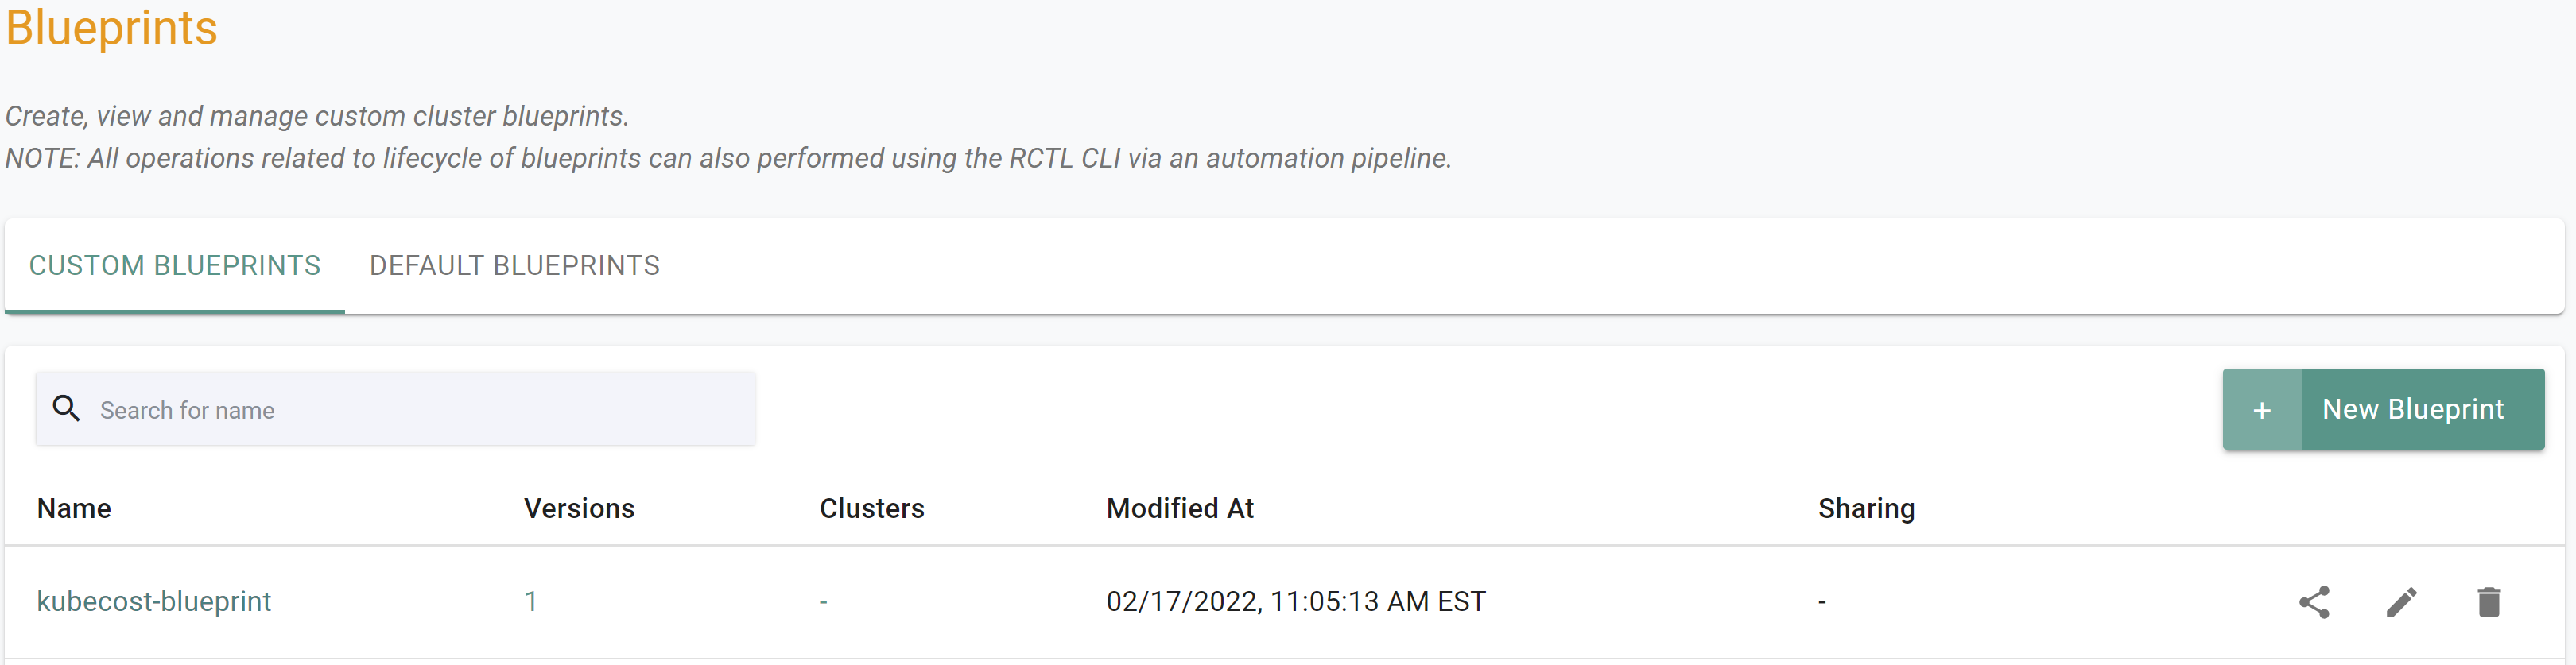 Blueprints
Create, view and manage custom cluster blueprints.
NOTE: All operations related to lifecycle of blueprints can also performed using the RCTL CLI via an automation pipeline.
CUSTOM BLUEPRINTS DEFAULT BLUEPRINTS
Search for name + New Blueprint
Name Versions Clusters Modified At Sharing
kubecost-blueprint 1 - 02/17/2022, 11:05:13 AM EST -